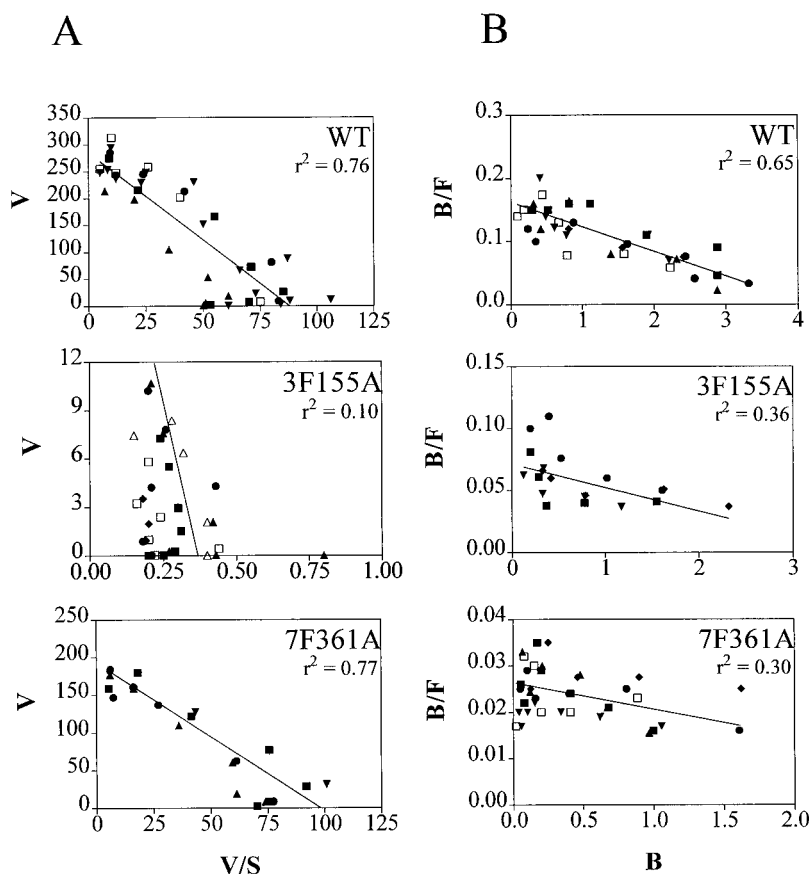 A
B
350
300
250
200
150
100
50
0
V
WT
r² = 0.76
0 25 50 75 100 125
0.3
0.2
0.1
0.0
B/F
WT
r² = 0.65
0 1 2 3 4
12
9
6
3
0
V
3F155A
r² = 0.10
0.00 0.25 0.50 0.75 1.00
0.15
0.10
0.05
0.00
B/F
3F155A
r² = 0.36
0 1 2 3
250
200
150
100
50
0
V
7F361A
r² = 0.77
0 25 50 75 100 125
V/S
0.04
0.03
0.02
0.01
0.00
B/F
7F361A
r² = 0.30
0.0 0.5 1.0 1.5 2.0
B